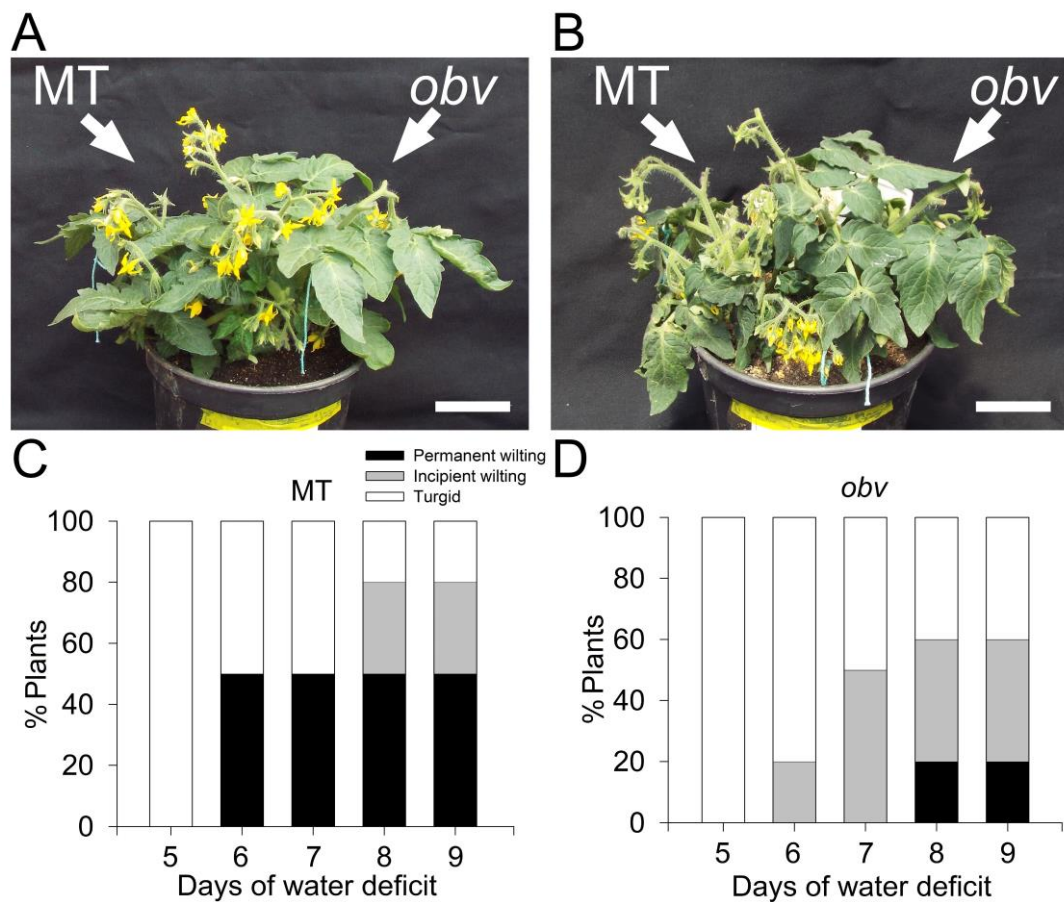 A
MT
obv
B
MT
obv
C
Permanent wilting
Incipient wilting
Turgid
MT
% Plants
100
80
60
40
20
0
5 6 7 8 9
Days of water deficit
D
obv
% Plants
100
80
60
40
20
0
5 6 7 8 9
Days of water deficit